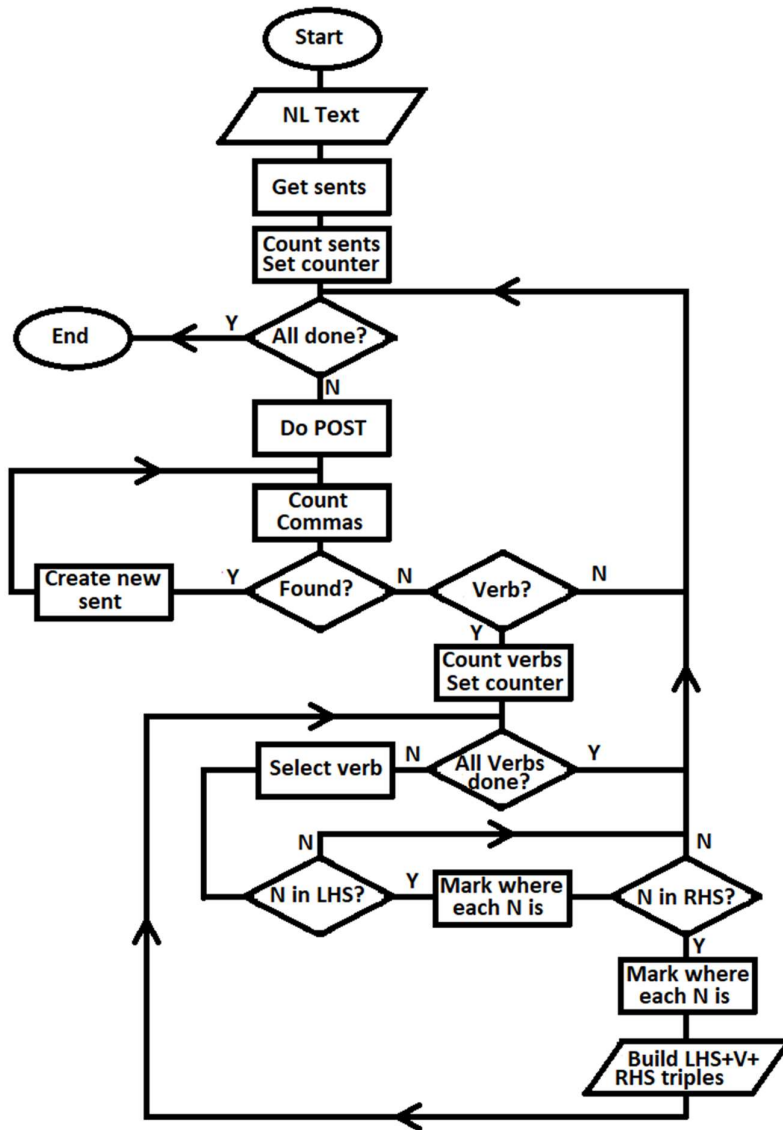 Start
NL Text
Get sents
Count sents
Set counter
End
Y
All done?
N
Do POST
Count
Commas
Create new
sent
Y
Found?
N
Verb?
N
Y
Count verbs
Set counter
Select verb
N
All Verbs
done?
Y
N
N
N in LHS?
Y
Mark where
each N is
N in RHS?
Y
Mark where
each N is
Build LHS+V+
RHS triples